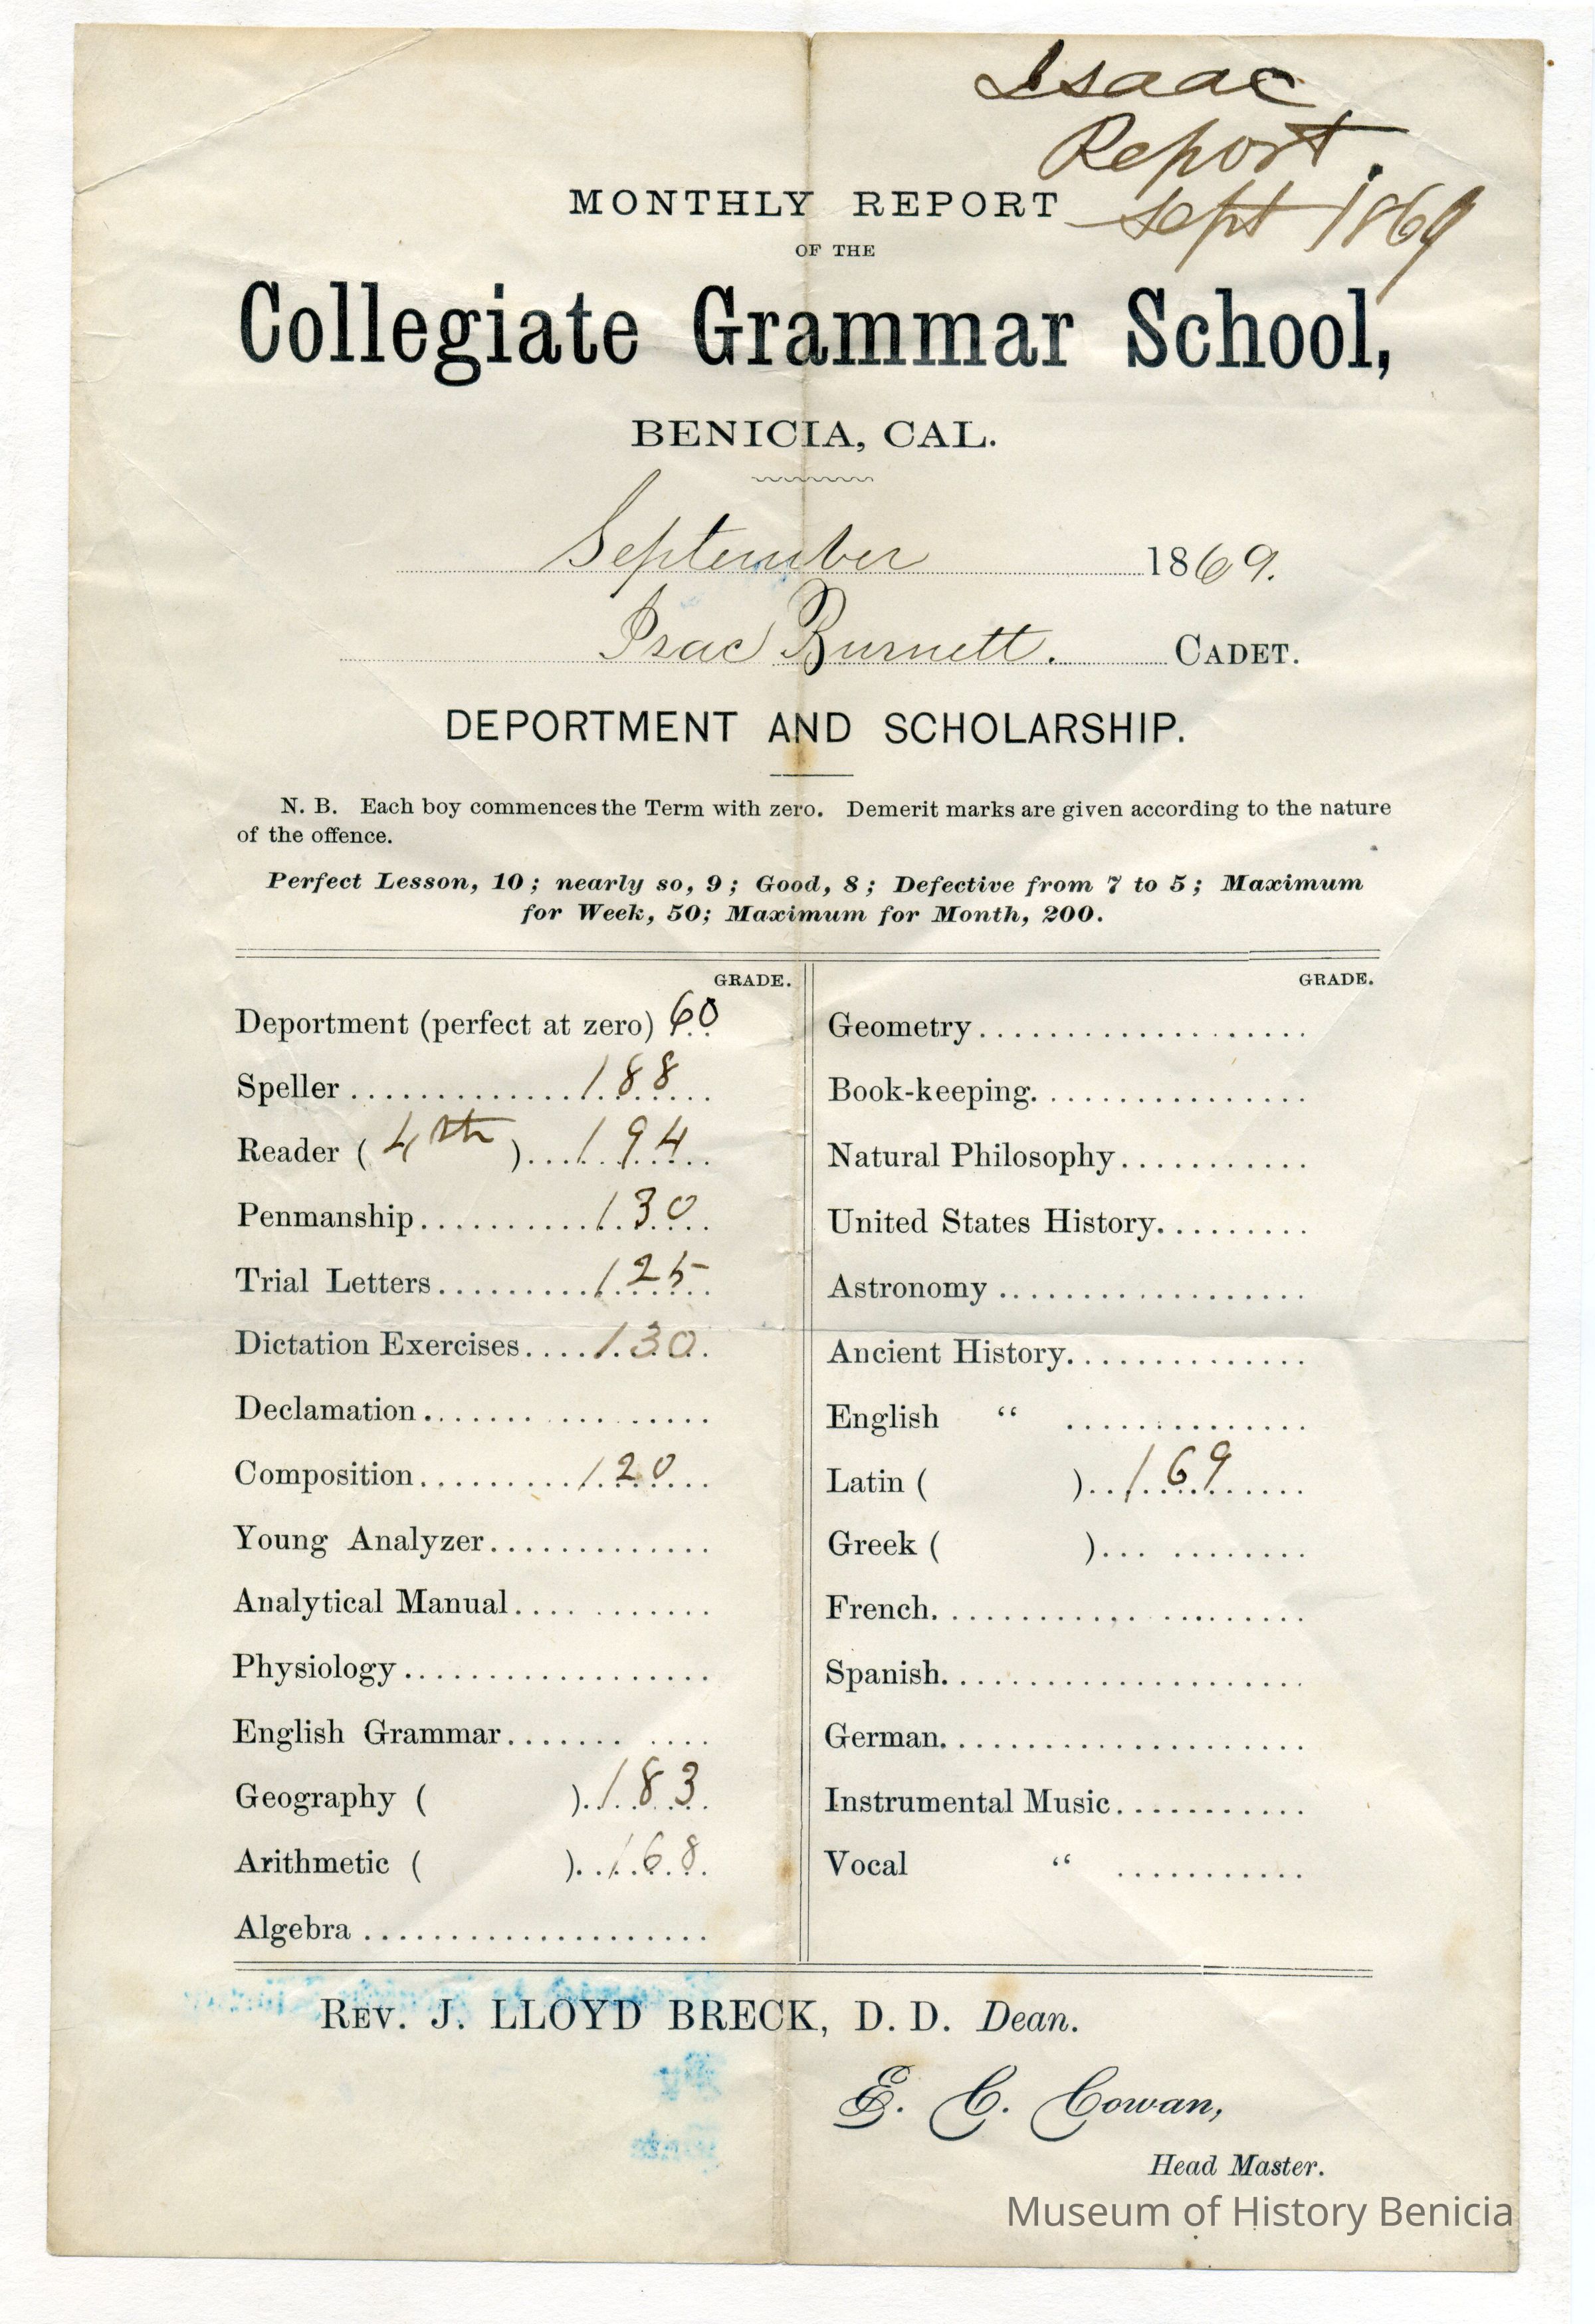 Isaac
Report.
Sept 1869
MONTHLY REPORT
OF THE
Collegiate Grammar School,
BENICIA, CAL.
September 1869.
Isac Burnett. CADET.
DEPORTMENT AND SCHOLARSHIP.
N. B. Each boy commences the Term with zero. Demerit marks are given according to the nature
of the offence.
Perfect Lesson, 10; nearly so, 9; Good, 8; Defective from 7 to 5; Maximum
for Week, 50; Maximum for Month, 200.
GRADE.
Deportment (perfect at zero) 60
Speller .................... 188
Reader ( 4th ).......... 194
Penmanship................ 130
Trial Letters................ 125
Dictation Exercises.......... 130
Declamation................
Composition................ 120
Young Analyzer.............
Analytical Manual............
Physiology..................
English Grammar............
Geography ( )...... 183
Arithmetic ( )...... 168
Algebra .....................
GRADE.
Geometry....................
Book-keeping.................
Natural Philosophy............
United States History.........
Astronomy ...................
Ancient History...............
English “ ...............
Latin ( )... 169
Greek ( )............
French.......................
Spanish......................
German......................
Instrumental Music............
Vocal “ ............
REV. J. LLOYD BRECK, D. D. Dean.
E. C. Cowan,
Head Master.
Museum of History Benicia